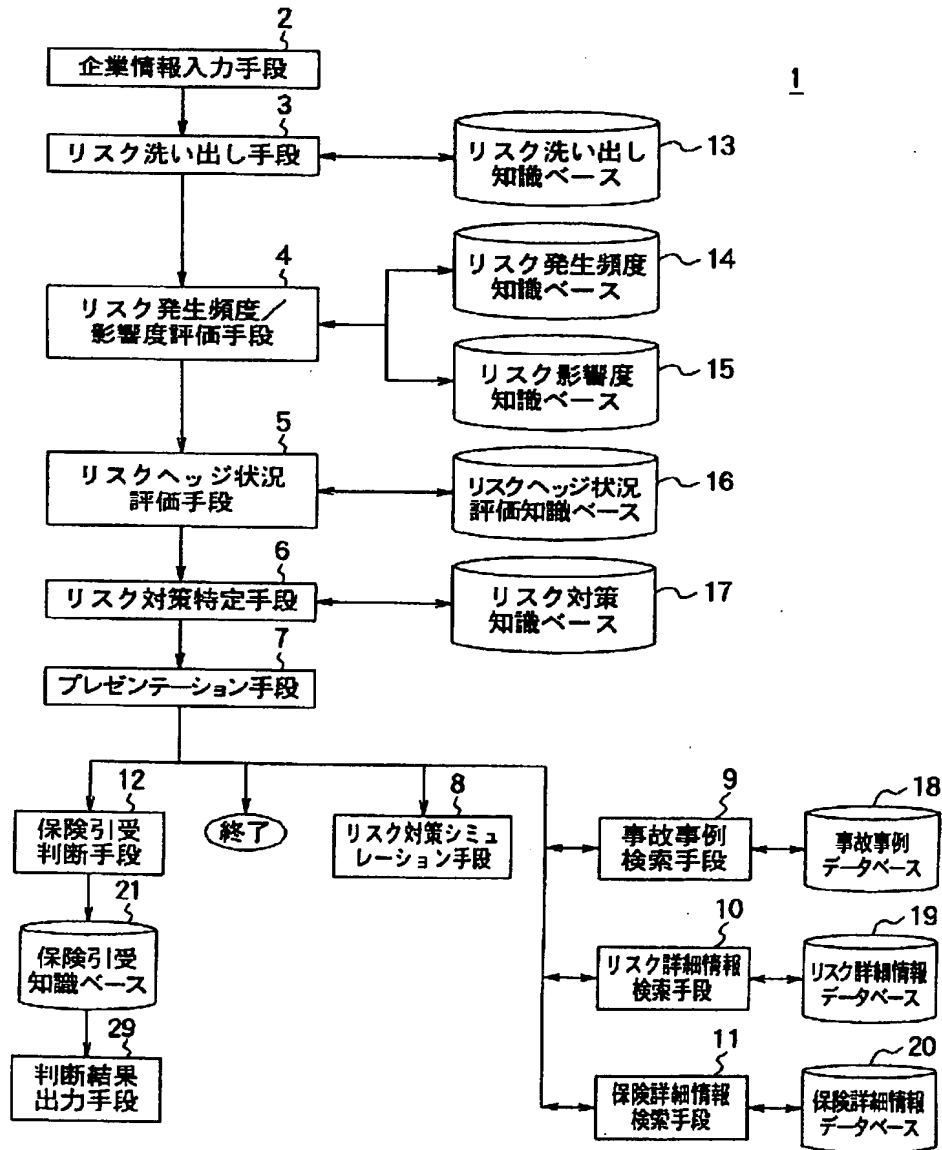 2
企業情報入力手段
1
3
リスク洗い出し手段
リスク洗い出し
知識ベース
13
リスク発生頻度
知識ベース
14
4
リスク発生頻度/
影響度評価手段
リスク影響度
知識ベース
15
5
リスクヘッジ状況
評価手段
リスクヘッジ状況
評価知識ベース
16
6
リスク対策特定手段
リスク対策
知識ベース
17
7
プレゼンテーション手段
12
保険引受
判断手段
終了
8
リスク対策シミュ
レーション手段
9
事故事例
検索手段
18
事故事例
データベース
21
保険引受
知識ベース
10
リスク詳細情報
検索手段
19
リスク詳細情報
データベース
29
判断結果
出力手段
11
保険詳細情報
検索手段
20
保険詳細情報
データベース